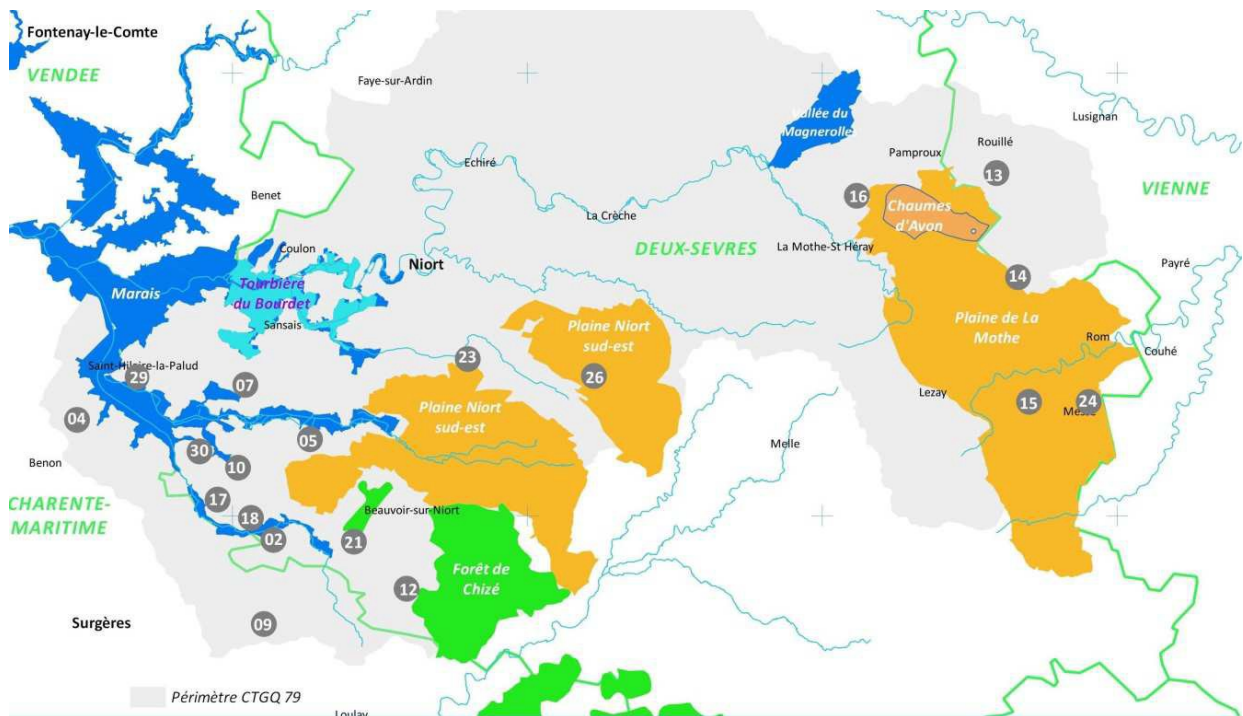 Fontenay-le-Comte
VENDEE
Faye-sur-Ardin
Vallée du
Magnerolles
Lusignan
Rouillé
Pamproux
13
Echiré
VIENNE
Benet
16
Chaumes
d'Avon
La Crèche
DEUX-SEVRES
La Mothe-St Héray
Coulon
Niort
Payré
14
Marais
Tourbière
du Bourdet
Sansais
Plaine Niort
sud-est
Plaine de La
Mothe
Rom
Couhé
23
Saint-Hilaire-la-Palud
29
07
26
Lezay
15
24
Plaine Niort
sud-est
04
05
Melle
30
10
Benon
CHARENTE-
MARITIME
17
18
Beauvoir-sur-Niort
02
21
Forêt de
Chizé
12
Surgères
09
Périmètre CTGQ 79
Loulay